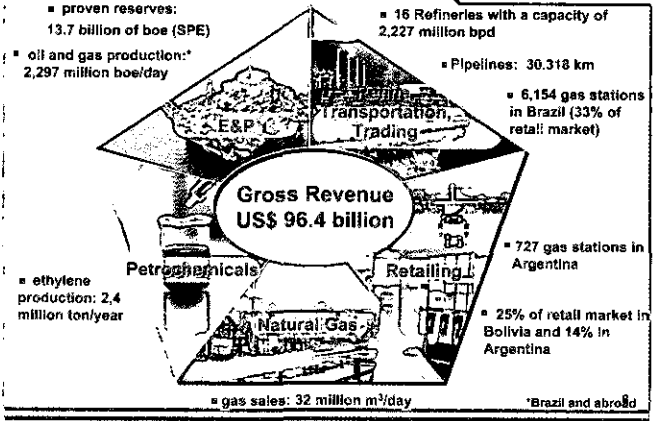 ▪ proven reserves:
13.7 billion of boe (SPE)
▪ oil and gas production:*
2,297 million boe/day
▪ 16 Refineries with a capacity of
2,227 million bpd
▪ Pipelines: 30.318 km
▪ 6,154 gas stations
in Brazil (33% of
retail market)
E&P
Transportation,
Trading
Gross Revenue
US$ 96.4 billion
▪ 727 gas stations in
Argentina
Petrochemicals
Retailing
▪ ethylene
production: 2,4
million ton/year
▪ 25% of retail market in
Bolivia and 14% in
Argentina
Natural Gas
▪ gas sales: 32 million m³/day
*Brazil and abroad